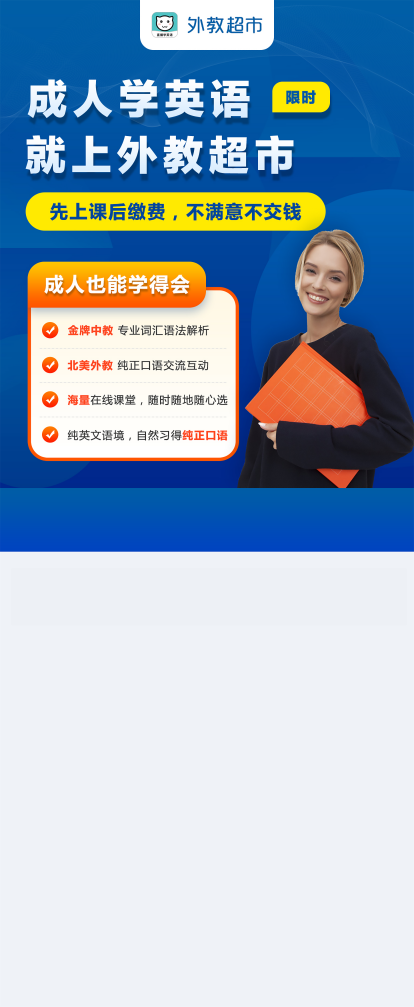 外教超市
成人学英语
限时
就上外教超市
先上课后缴费，不满意不交钱
成人也能学得会
金牌中教 专业词汇语法解析
北美外教 纯正口语交流互动
海量在线课堂，随时随地随心选
纯英文语境，自然习得纯正口语